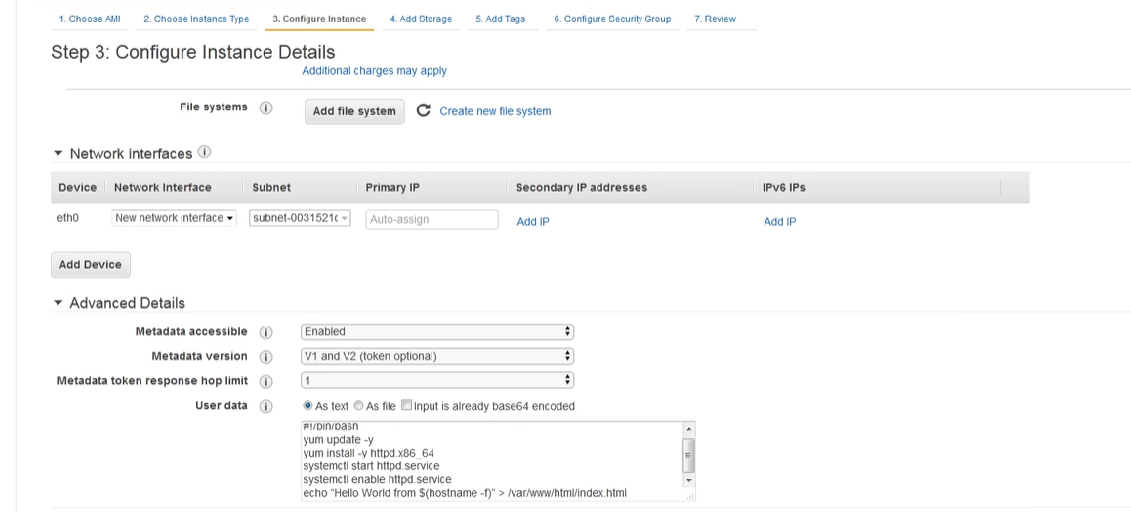 1. Choose AMI 2. Choose Instance Type 3. Configure Instance 4. Add Storage 5. Add Tags 6. Configure Security Group 7. Review
Step 3: Configure Instance Details
Additional charges may apply
File systems Add file system Create new file system
Network interfaces
Device Network Interface Subnet Primary IP Secondary IP addresses IPv6 IPs
eth0 New network interface subnet-0031521c Auto-assign Add IP Add IP
Add Device
Advanced Details
Metadata accessible Enabled
Metadata version V1 and V2 (token optional)
Metadata token response hop limit 1
User data As text As file Input is already base64 encoded
#!/bin/bash
yum update -y
yum install -y httpd.x86_64
systemctl start httpd.service
systemctl enable httpd.service
echo “Hello World from $(hostname -f)” > /var/www/html/index.html